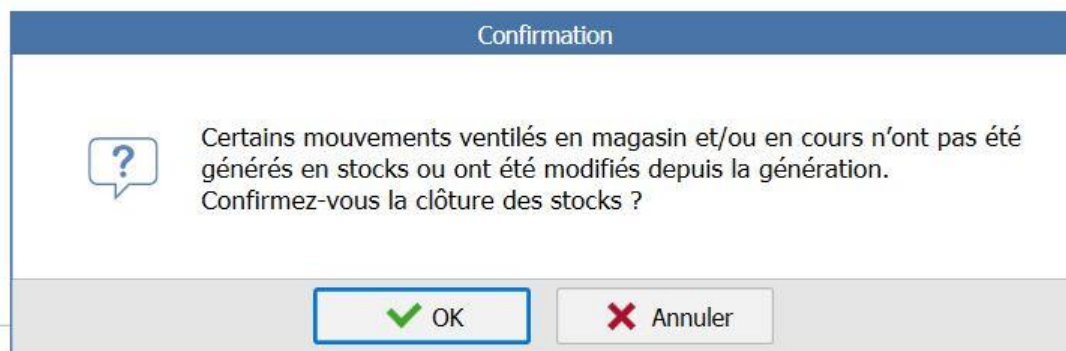 Confirmation
Certains mouvements ventilés en magasin et/ou en cours n’ont pas été
générés en stocks ou ont été modifiés depuis la génération.
Confirmez-vous la clôture des stocks ?
OK
Annuler